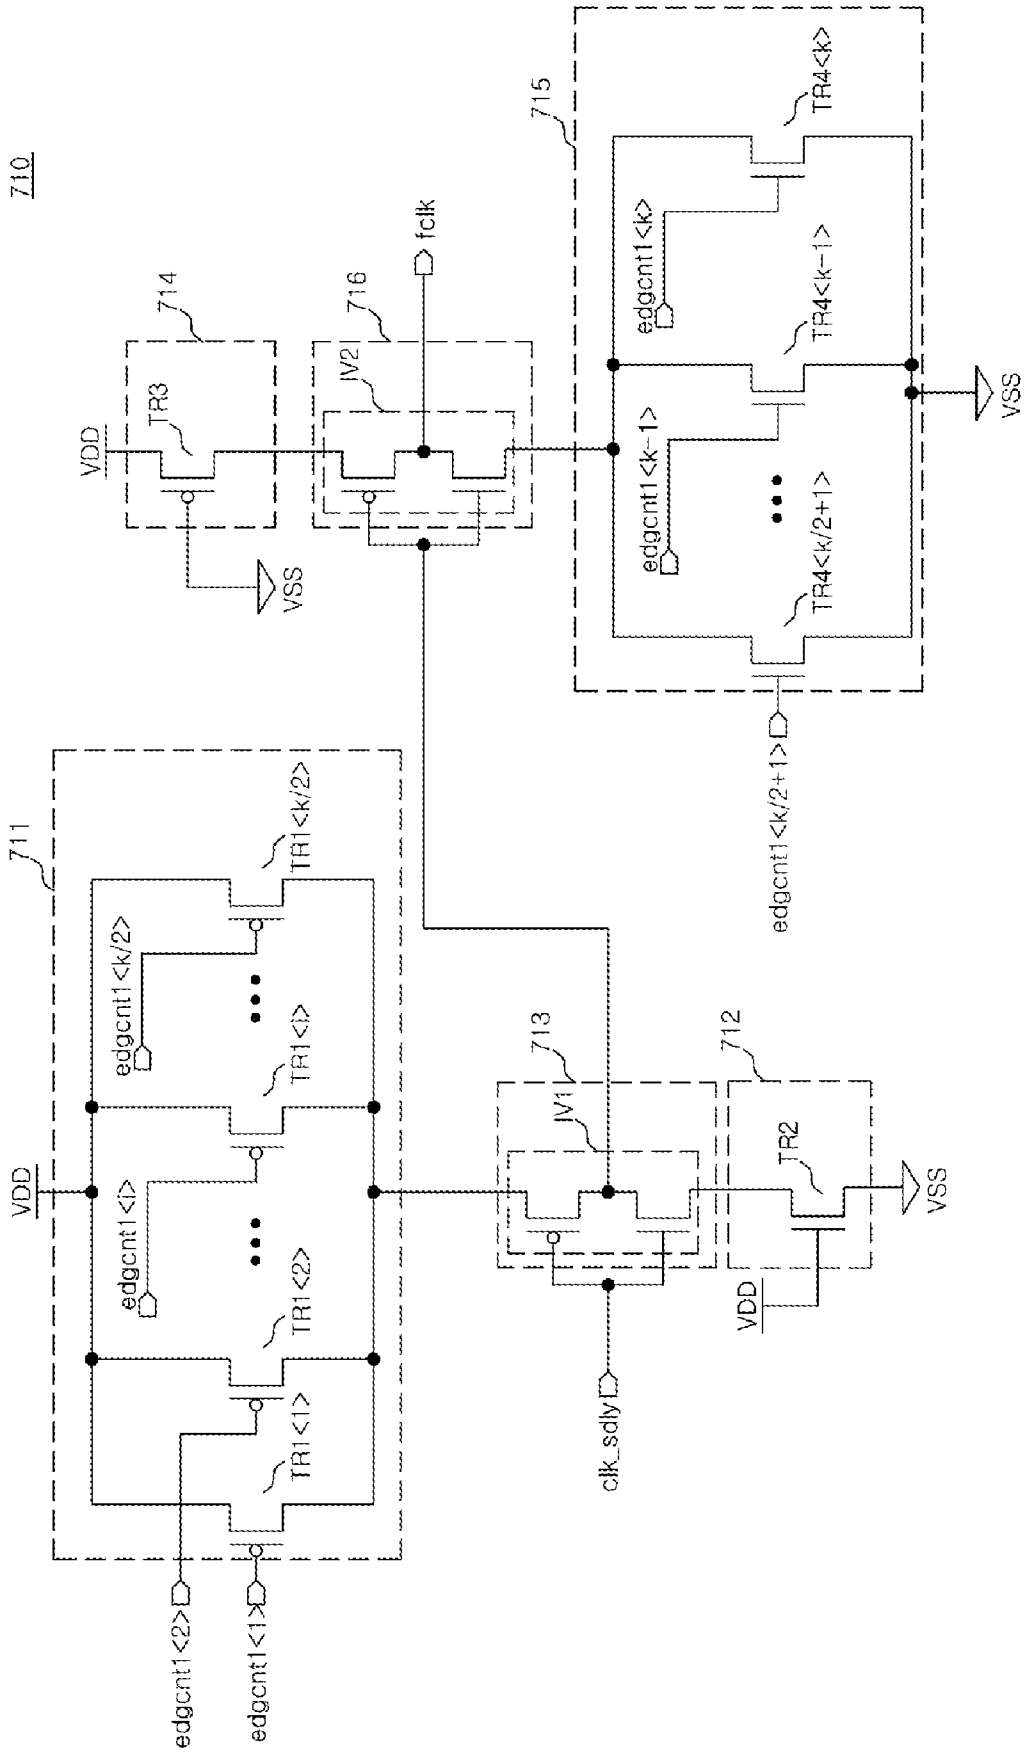 710
711
VDD
edgcnt1<2>
edgcnt1<1>
edgcnt1<i>
edgcnt1<k/2>
TR1<1>
TR1<2>
TR1<i>
TR1<k/2>
713
IV1
clk_sdly
712
VDD
TR2
VSS
714
VDD
TR3
VSS
716
IV2
fclk
715
edgcnt1<k/2+1>
edgcnt1<k-1>
edgcnt1<k>
TR4<k/2+1>
TR4<k-1>
TR4<k>
VSS